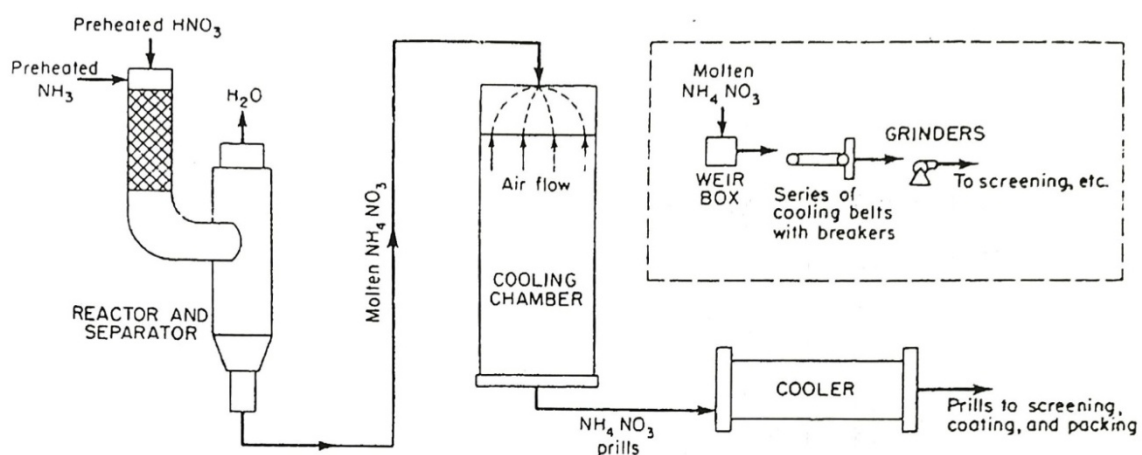 Preheated HNO3
Preheated
NH3
H2O
REACTOR AND
SEPARATOR
Molten NH4 NO3
Air flow
COOLING
CHAMBER
NH4 NO3
prills
COOLER
Prills to screening,
coating, and packing
Molten
NH4 NO3
WEIR
BOX
Series of
cooling belts
with breakers
GRINDERS
To screening, etc.